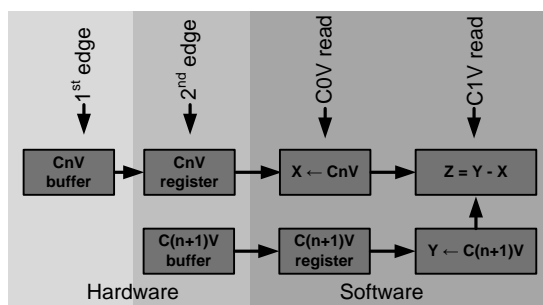 1st edge
2nd edge
C0V read
C1V read
CnV
buffer
CnV
register
X ← CnV
Z = Y - X
C(n+1)V
buffer
C(n+1)V
register
Y ← C(n+1)V
Hardware
Software